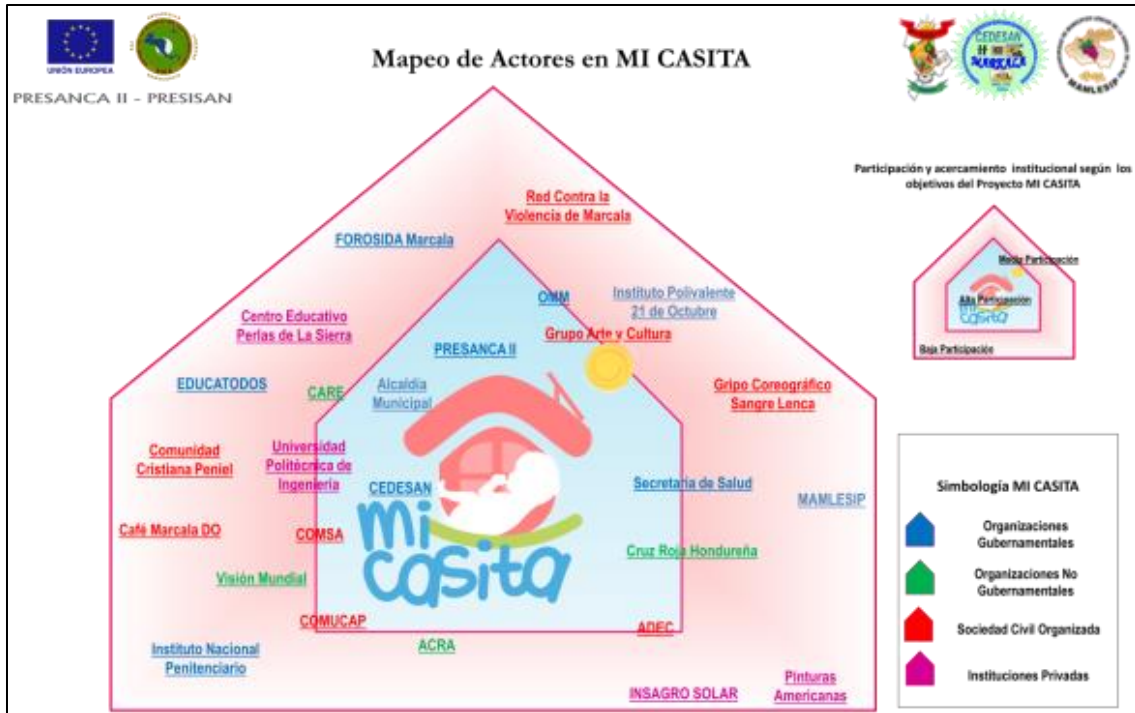 UNIÓN EUROPEA
PRESANCA II - PRESISAN
Mapeo de Actores en MI CASITA
CEDESAN
MARCALA
MAMLESIP
Participación y acercamiento institucional según los
objetivos del Proyecto MI CASITA
Media Participación
Alta Participación
mi
casita
Baja Participación
Red Contra la
Violencia de Marcala
FOROSIDA Marcala
OMM
Instituto Polivalente
21 de Octubre
Centro Educativo
Perlas de La Sierra
Grupo Arte y Cultura
PRESANCA II
EDUCATODOS
CARE
Alcaldía
Municipal
Gripo Coreográfico
Sangre Lenca
Comunidad
Cristiana Peniel
Universidad
Politécnica de
Ingeniería
CEDESAN
Secretaría de Salud
MAMLESIP
Café Marcala DO
COMSA
mi
casita
Cruz Roja Hondureña
Visión Mundial
COMUCAP
ADEC
ACRA
Instituto Nacional
Penitenciario
INSAGRO SOLAR
Pinturas
Americanas
Simbología MI CASITA
Organizaciones
Gubernamentales
Organizaciones No
Gubernamentales
Sociedad Civil Organizada
Instituciones Privadas